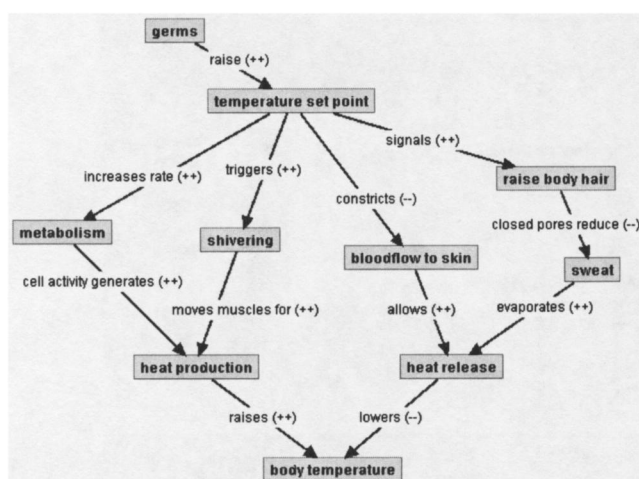 germs
raise (++)
temperature set point
signals (++)
increases rate (++)
triggers (++)
raise body hair
constricts (--)
metabolism
shivering
closed pores reduce (--)
bloodflow to skin
sweat
cell activity generates (++)
moves muscles for (++)
allows (++)
evaporates (++)
heat production
heat release
raises (++)
lowers (--)
body temperature